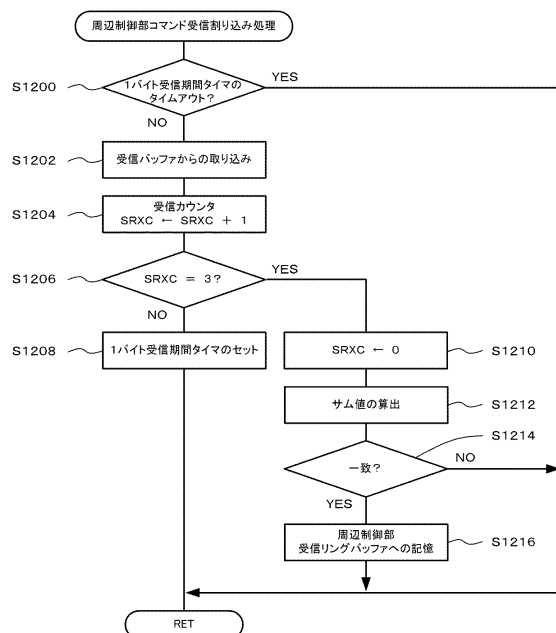 周辺制御部コマンド受信割り込み処理
S1200
1バイト受信期間タイマの
タイムアウト?
YES
NO
S1202
受信バッファからの取り込み
S1204
受信カウンタ
SRXC ← SRXC + 1
S1206
SRXC = 3?
YES
NO
S1208
1バイト受信期間タイマのセット
SRXC ← 0
S1210
サム値の算出
S1212
S1214
一致?
NO
YES
周辺制御部
受信リングバッファへの記憶
S1216
RET